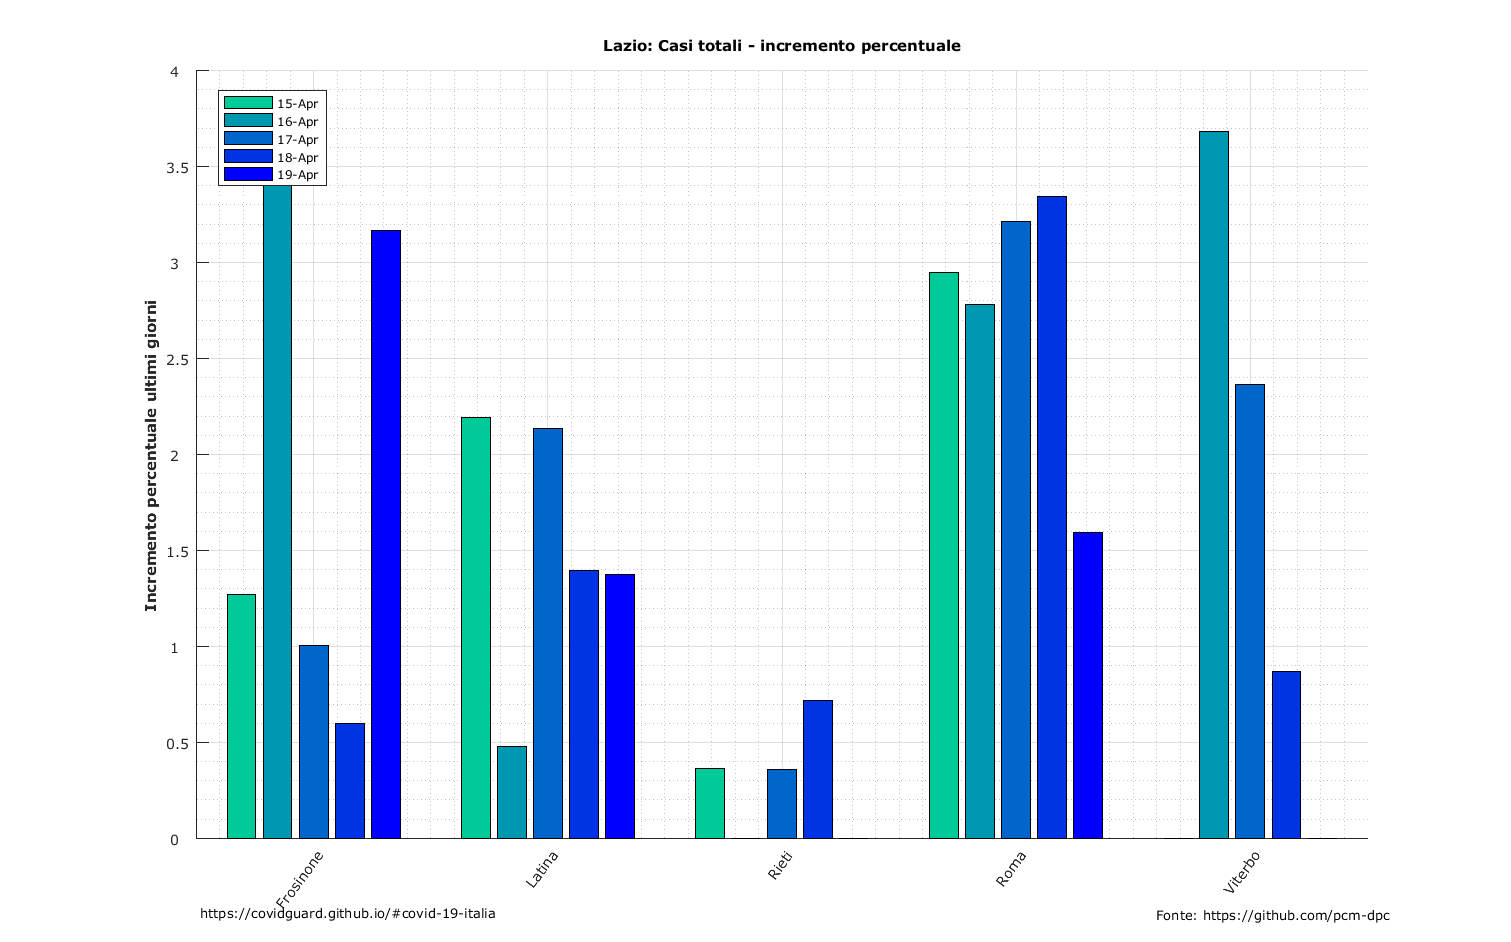 Lazio: Casi totali - incremento percentuale
4
3.5
3
2.5
2
1.5
1
0.5
0
Incremento percentuale ultimi giorni
15-Apr
16-Apr
17-Apr
18-Apr
19-Apr
Frosinone
Latina
Rieti
Roma
Viterbo
https://covidguard.github.io/#covid-19-italia
Fonte: https://github.com/pcm-dpc